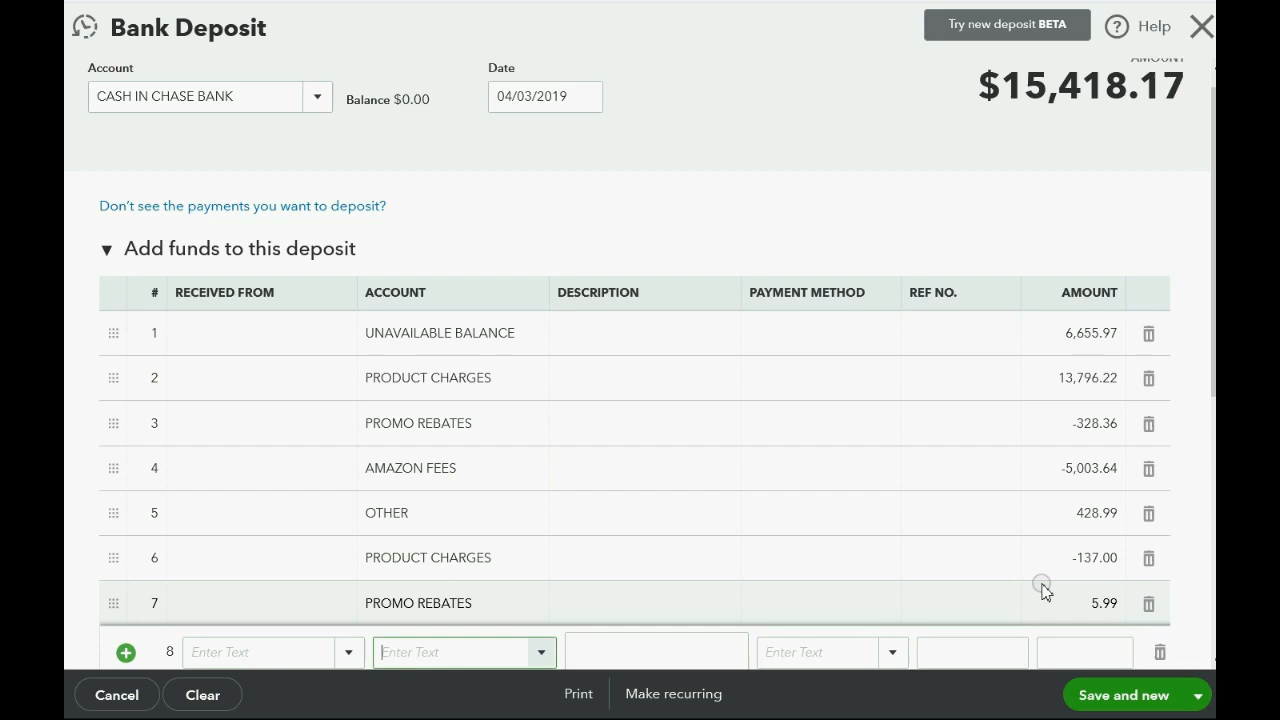 Bank Deposit
Try new deposit BETA
Help
Account
Date
AMOUNT
CASH IN CHASE BANK
Balance $0.00
04/03/2019
$15,418.17
Don't see the payments you want to deposit?
Add funds to this deposit
# RECEIVED FROM ACCOUNT DESCRIPTION PAYMENT METHOD REF NO. AMOUNT
1 UNAVAILABLE BALANCE 6,655.97
2 PRODUCT CHARGES 13,796.22
3 PROMO REBATES -328.36
4 AMAZON FEES -5,003.64
5 OTHER 428.99
6 PRODUCT CHARGES -137.00
7 PROMO REBATES 5.99
8 Enter Text Enter Text Enter Text
Cancel Clear Print Make recurring Save and new